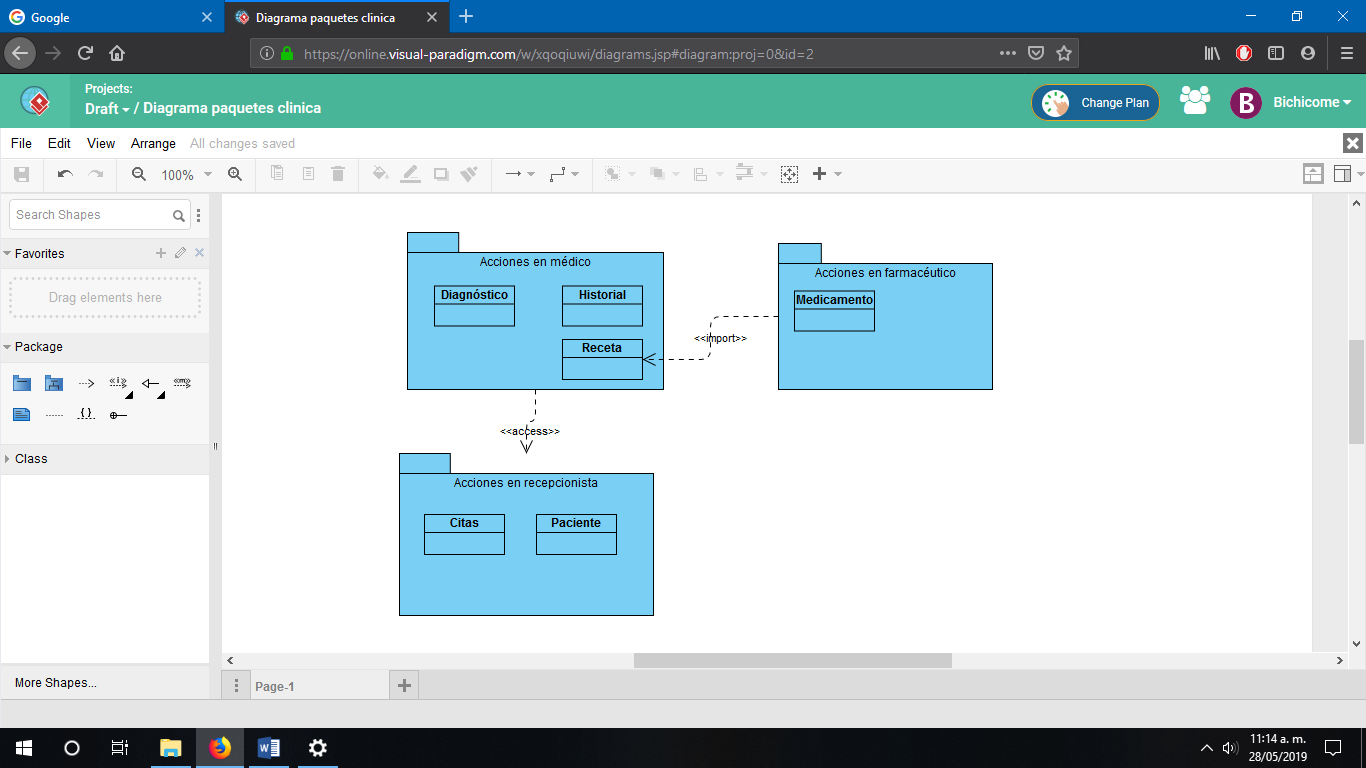 Google
Diagrama paquetes clinica
https://online.visual-paradigm.com/w/xqoqiuwi/diagrams.jsp#diagram:proj=0&id=2
Projects:
Draft / Diagrama paquetes clinica
Change Plan
B
Bichicome
File Edit View Arrange All changes saved
100%
Search Shapes
Favorites
Drag elements here
Package
<<i>>
<<m>>
{}
Class
More Shapes...
Acciones en médico
Diagnóstico
Historial
Receta
Acciones en farmacéutico
Medicamento
<<import>>
<<access>>
Acciones en recepcionista
Citas
Paciente
Page-1
11:14 a. m.
28/05/2019